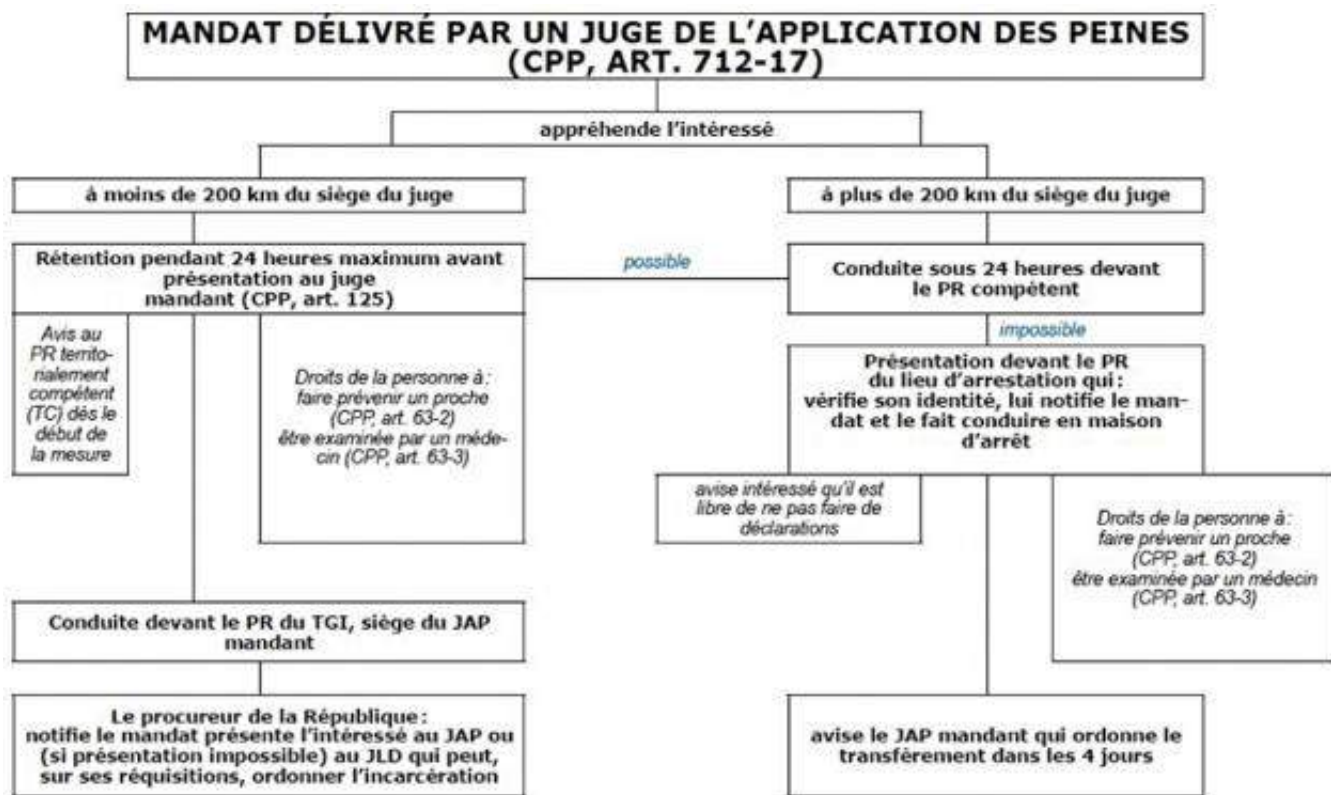 MANDAT DÉLIVRÉ PAR UN JUGE DE L'APPLICATION DES PEINES
(CPP, ART. 712-17)
appréhende l'intéressé
à moins de 200 km du siège du juge
à plus de 200 km du siège du juge
Rétention pendant 24 heures maximum avant
présentation au juge
mandant (CPP, art. 125)
possible
Conduite sous 24 heures devant
le PR compétent
Avis au
PR territo-
rialement
compétent
(TC) dès le
début de
la mesure
Droits de la personne à :
faire prévenir un proche
(CPP, art. 63-2)
être examinée par un méde-
cin (CPP, art. 63-3)
impossible
Présentation devant le PR
du lieu d'arrestation qui :
vérifie son identité, lui notifie le man-
dat et le fait conduire en maison
d'arrêt
avise intéressé qu'il est
libre de ne pas faire de
déclarations
Droits de la personne à :
faire prévenir un proche
(CPP, art. 63-2)
être examinée par un médecin
(CPP, art. 63-3)
Conduite devant le PR du TGI, siège du JAP
mandant
Le procureur de la République :
notifie le mandat présente l'intéressé au JAP ou
(si présentation impossible) au JLD qui peut,
sur ses réquisitions, ordonner l'incarcération
avise le JAP mandant qui ordonne le
transfèrement dans les 4 jours